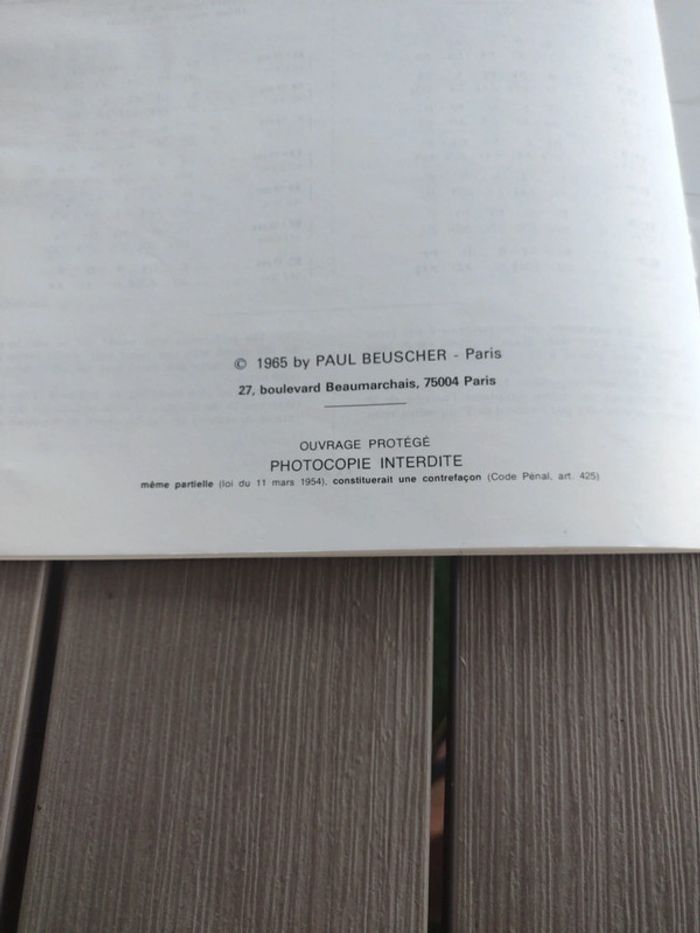 © 1965 by PAUL BEUSCHER - Paris
27, boulevard Beaumarchais, 75004 Paris
OUVRAGE PROTÉGÉ
PHOTOCOPIE INTERDITE
même partielle (loi du 11 mars 1954), constituerait une contrefaçon (Code Pénal, art. 425)